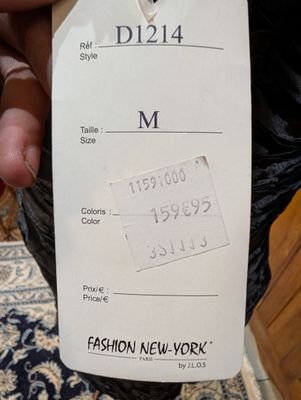 Réf : D1214
Style
Taille : M
Size
11591000
Coloris : 159€95
Color
Prix/€ :
Price/€ :
FASHION NEW-YORK
PARIS
by J.L.O.S